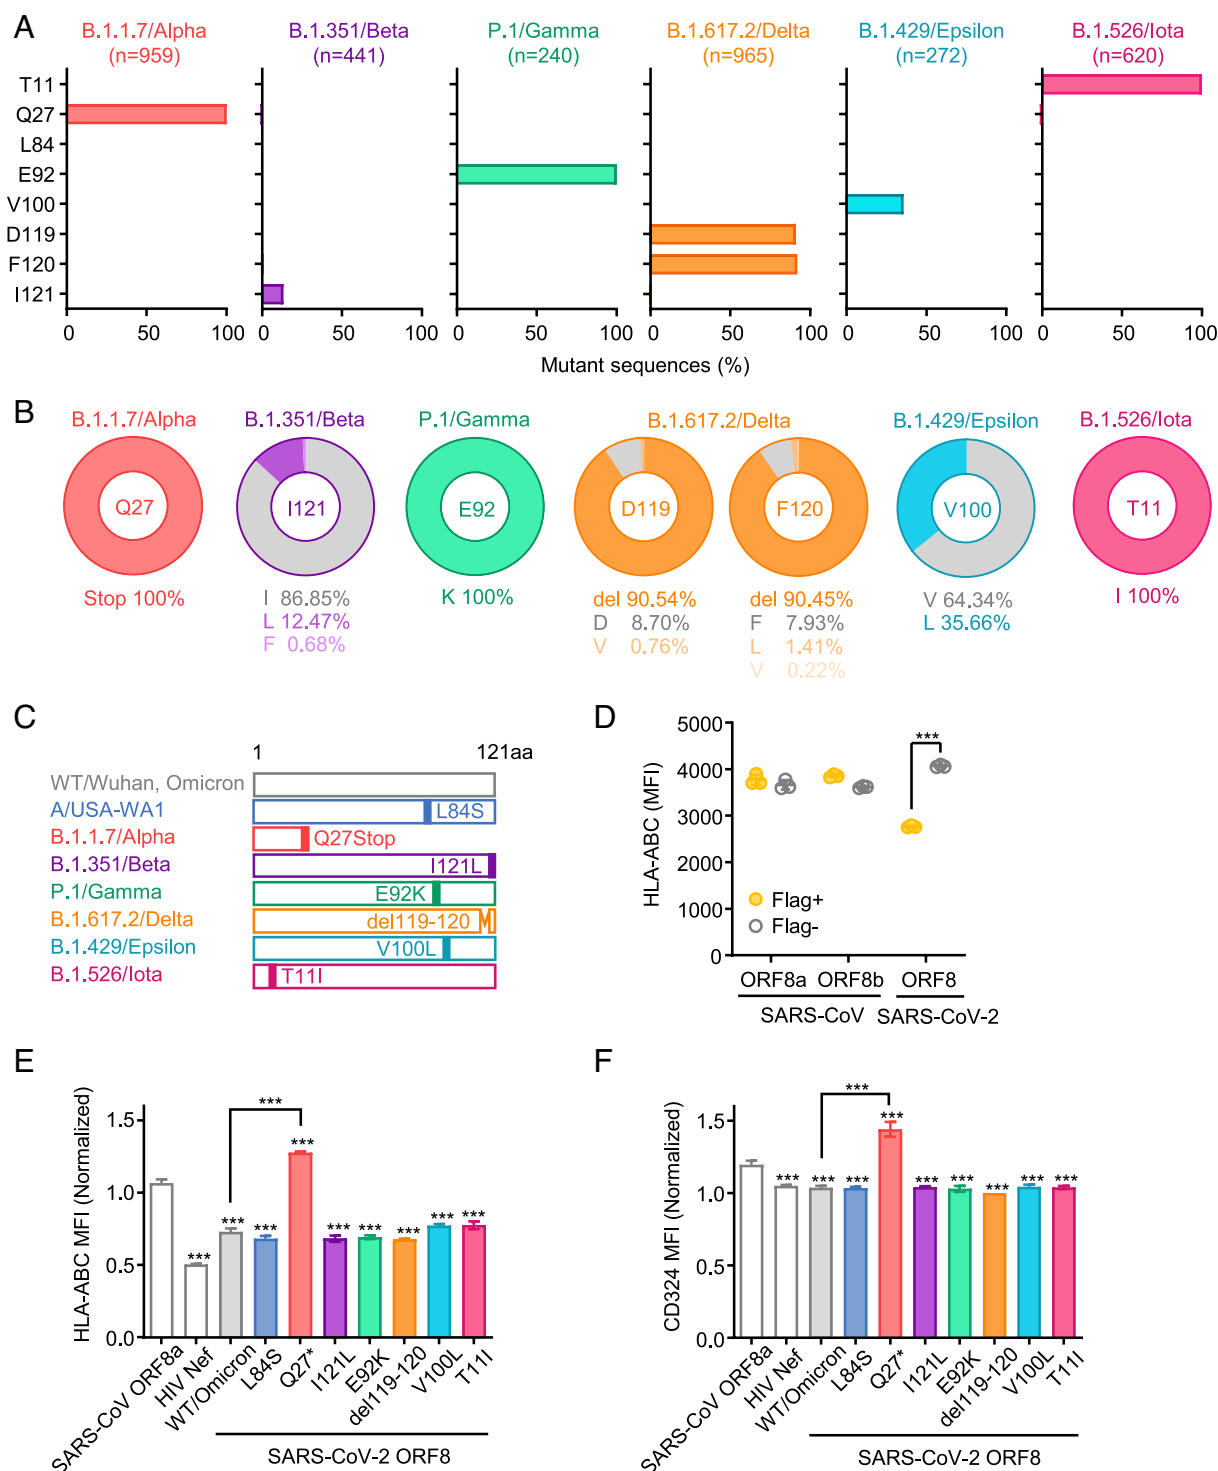 A
B.1.1.7/Alpha B.1.351/Beta P.1/Gamma B.1.617.2/Delta B.1.429/Epsilon B.1.526/Iota
(n=959) (n=441) (n=240) (n=965) (n=272) (n=620)
T11
Q27
L84
E92
V100
D119
F120
I121
0 50 100 0 50 100 0 50 100 0 50 100 0 50 100 0 50 100
Mutant sequences (%)
B
B.1.1.7/Alpha B.1.351/Beta P.1/Gamma B.1.617.2/Delta B.1.429/Epsilon B.1.526/Iota
Q27 I121 E92 D119 F120 V100 T11
Stop 100% I 86.85% K 100% del 90.54% del 90.45% V 64.34% I 100%
L 12.47% D 8.70% F 7.93% L 35.66%
F 0.68% V 0.76% L 1.41%
V 0.22%
C
1 121aa
WT/Wuhan, Omicron
A/USA-WA1 L84S
B.1.1.7/Alpha Q27Stop
B.1.351/Beta I121L
P.1/Gamma E92K
B.1.617.2/Delta del119-120
B.1.429/Epsilon V100L
B.1.526/Iota T11I
D
HLA-ABC (MFI)
5000
4000
3000
2000
1000
0
***
Flag+
Flag-
ORF8a ORF8b ORF8
SARS-CoV SARS-CoV-2
E
HLA-ABC MFI (Normalized)
1.5
1.0
0.5
0.0
***
*** *** *** *** *** *** *** *** ***
SARS-CoV ORF8a
HIV Nef
WT/Omicron
L84S
Q27*
I121L
E92K
del119-120
V100L
T11I
SARS-CoV-2 ORF8
F
CD324 MFI (Normalized)
1.5
1.0
0.5
0.0
***
*** *** *** *** *** *** *** *** ***
SARS-CoV ORF8a
HIV Nef
WT/Omicron
L84S
Q27*
I121L
E92K
del119-120
V100L
T11I
SARS-CoV-2 ORF8